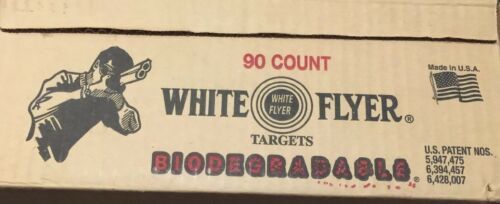 90 COUNT
Made in U.S.A.
WHITE FLYER®
WHITE
FLYER
TARGETS
BIODEGRADABLE®
U.S. PATENT NOS.
5,947,475
6,394,457
6,428,007